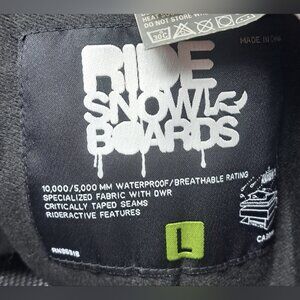 DO NOT STORE WET
30°C
MADE IN CHINA
RIDE
SNOW
BOARDS
10,000/5,000 MM WATERPROOF/BREATHABLE RATING
SPECIALIZED FABRIC WITH DWR
CRITICALLY TAPED SEAMS
RIDERACTIVE FEATURES
L